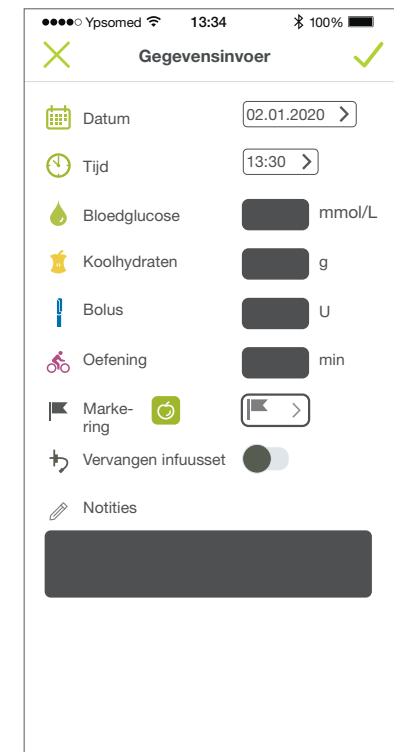 Ypsomed 13:34 100%
Gegevensinvoer
Datum 02.01.2020
Tijd 13:30
Bloedglucose mmol/L
Koolhydraten g
Bolus U
Oefening min
Marke-
ring
Vervangen infuusset
Notities